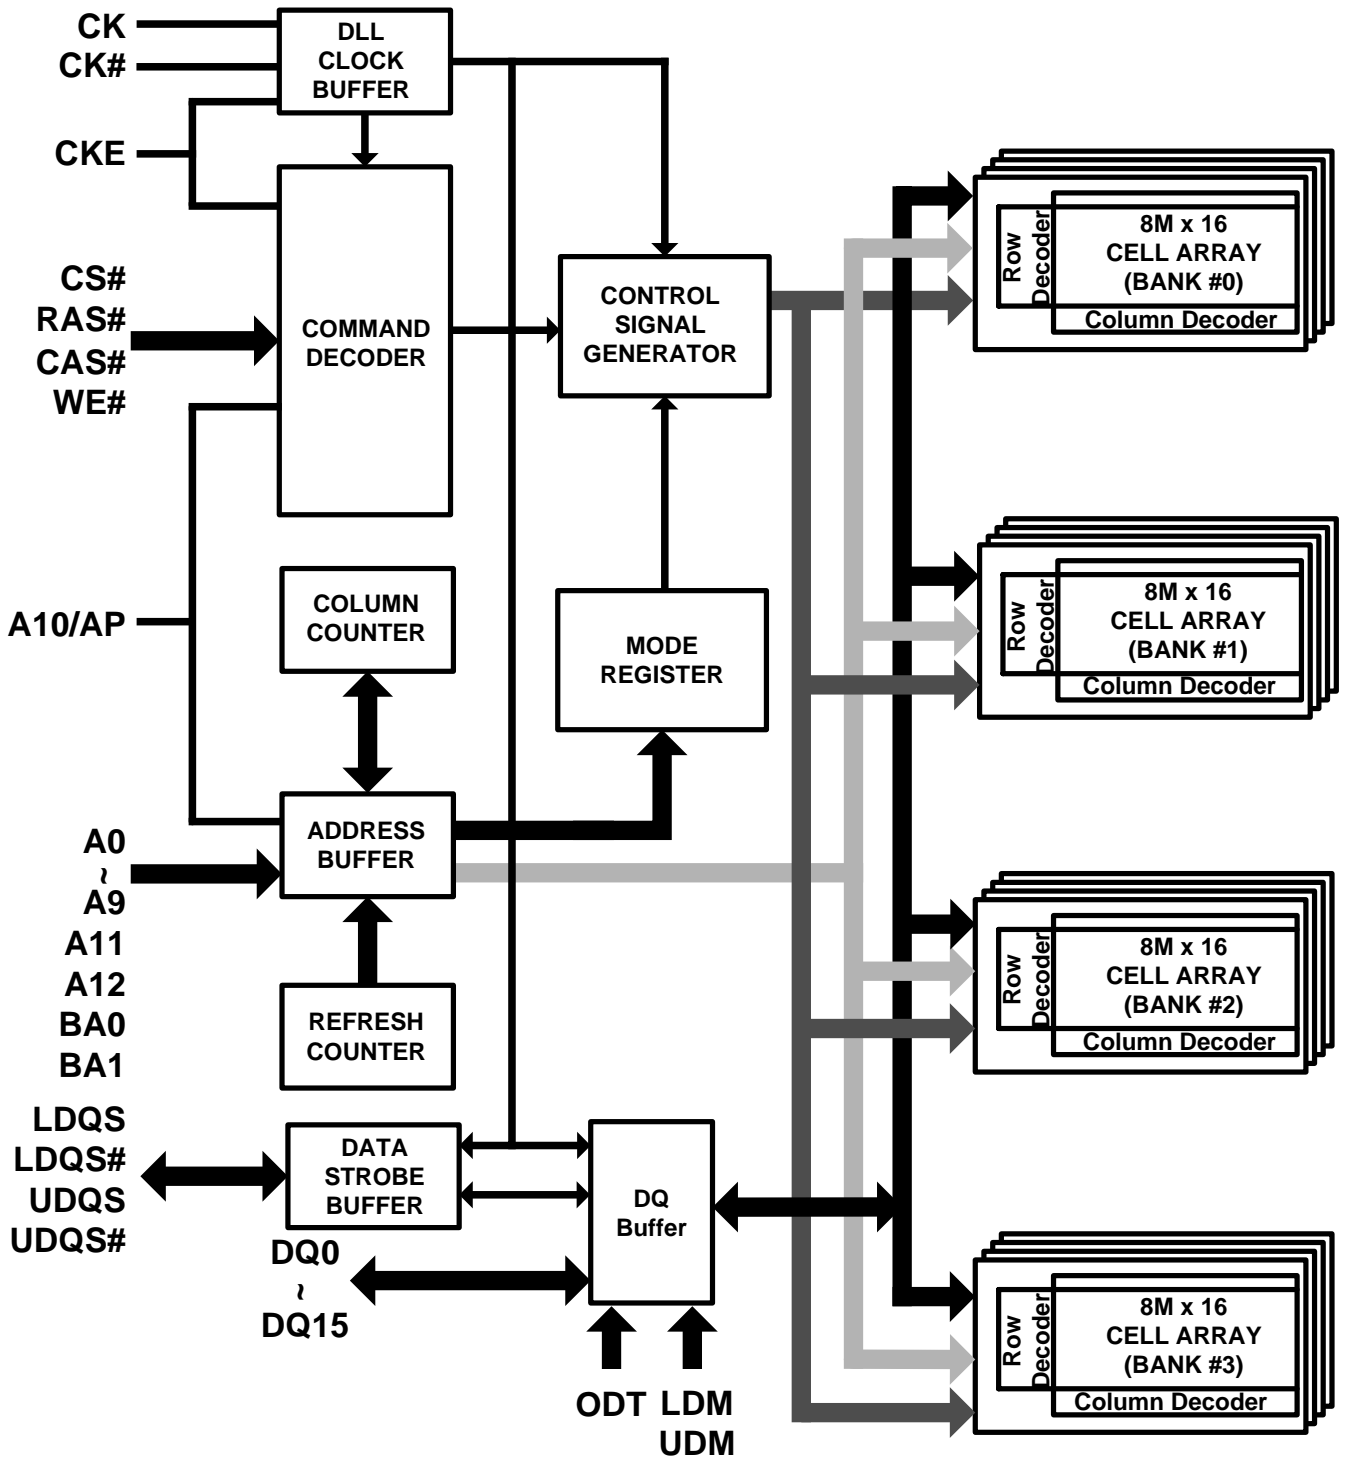 CK
CK#
CKE
CS#
RAS#
CAS#
WE#
A10/AP
A0
~
A9
A11
A12
BA0
BA1
LDQS
LDQS#
UDQS
UDQS#
DQ0
~
DQ15
DLL
CLOCK
BUFFER
COMMAND
DECODER
COLUMN
COUNTER
ADDRESS
BUFFER
REFRESH
COUNTER
DATA
STROBE
BUFFER
CONTROL
SIGNAL
GENERATOR
MODE
REGISTER
DQ
Buffer
ODT
LDM
UDM
Row
Decoder
8M x 16
CELL ARRAY
(BANK #0)
Column Decoder
Row
Decoder
8M x 16
CELL ARRAY
(BANK #1)
Column Decoder
Row
Decoder
8M x 16
CELL ARRAY
(BANK #2)
Column Decoder
Row
Decoder
8M x 16
CELL ARRAY
(BANK #3)
Column Decoder